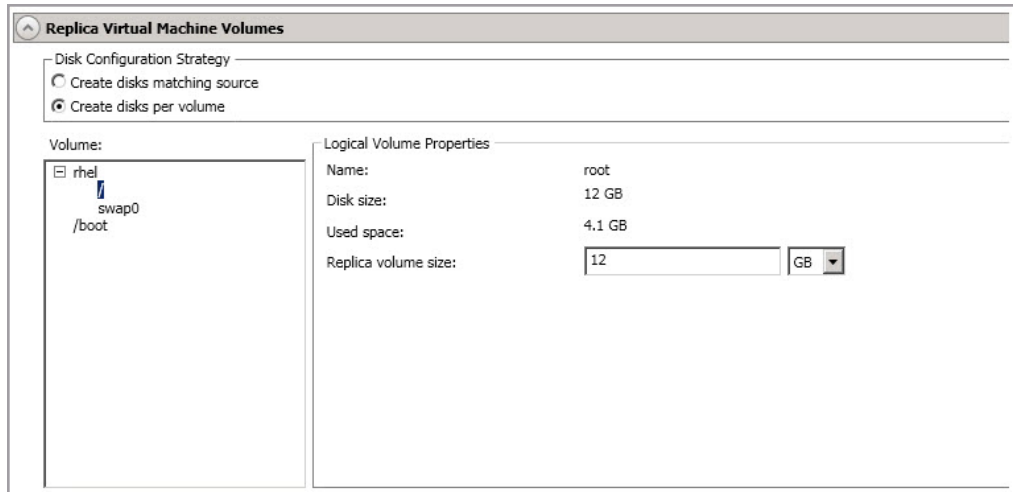 Replica Virtual Machine Volumes
Disk Configuration Strategy
Create disks matching source
Create disks per volume
Volume:
rhel
/
swap0
/boot
Logical Volume Properties
Name: root
Disk size: 12 GB
Used space: 4.1 GB
Replica volume size: 12 GB